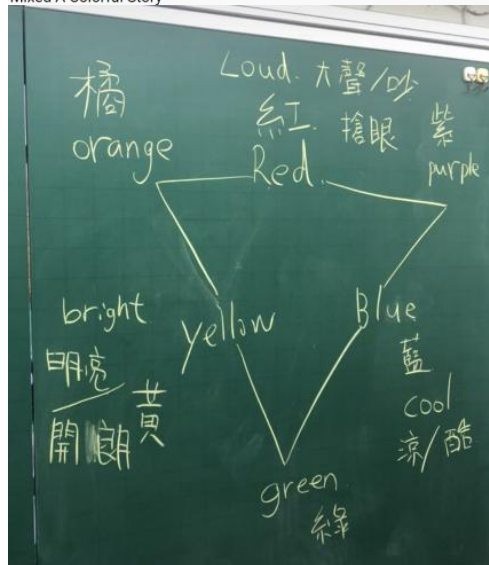 Mixed A Colorful Story
Loud. 大聲/吵
橘
紅
搶眼
紫
orange
Red.
purple
bright
yellow
Blue
明亮
開朗
黃
藍
cool
涼/酷
green
綠